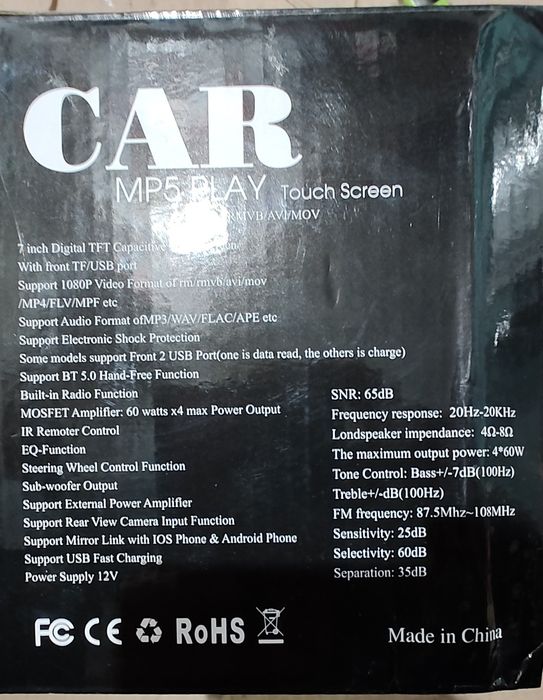 CAR
MP5 PLAY Touch Screen
RMVB/AVI/MOV
7 inch Digital TFT Capacitive
With front TF/USB port
Support 1080P Video Format of rm/rmvb/avi/mov
/MP4/FLV/MPF etc
Support Audio Format ofMP3/WAV/FLAC/APE etc
Support Electronic Shock Protection
Some models support Front 2 USB Port(one is data read, the others is charge)
Support BT 5.0 Hand-Free Function
Built-in Radio Function
MOSFET Amplifier: 60 watts x4 max Power Output
IR Remoter Control
EQ-Function
Steering Wheel Control Function
Sub-woofer Output
Support External Power Amplifier
Support Rear View Camera Input Function
Support Mirror Link with IOS Phone & Android Phone
Support USB Fast Charging
Power Supply 12V
SNR: 65dB
Frequency response: 20Hz-20KHz
Londspeaker impendance: 4Ω-8Ω
The maximum output power: 4*60W
Tone Control: Bass+/-7dB(100Hz)
Treble+/-dB(100Hz)
FM frequency: 87.5Mhz~108MHz
Sensitivity: 25dB
Selectivity: 60dB
Separation: 35dB
FC CE RoHS
Made in China